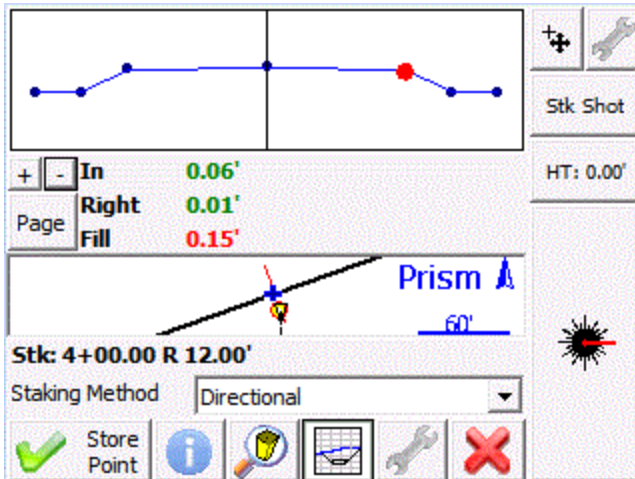 Stk Shot
HT: 0.00'
+ - In 0.06'
Right 0.01'
Page
Fill 0.15'
Prism
60'
Stk: 4+00.00 R 12.00'
Staking Method Directional
Store
Point